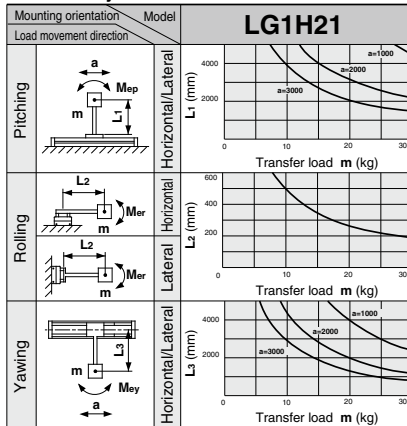 Mounting orientation Model
Load movement direction
LG1H21
Pitching
a
Mep
m
L1
Horizontal/Lateral
L1 (mm)
4000
2000
a=1000
a=2000
a=3000
0 10 20 30
Transfer load m (kg)
Rolling
L2
Mer
m
Horizontal
L2
Mer
m
Lateral
L2 (mm)
600
400
200
0 10 20 30
Transfer load m (kg)
Yawing
L3
m
Mey
a
Horizontal/Lateral
L3 (mm)
4000
2000
a=1000
a=2000
a=3000
0 10 20 30
Transfer load m (kg)